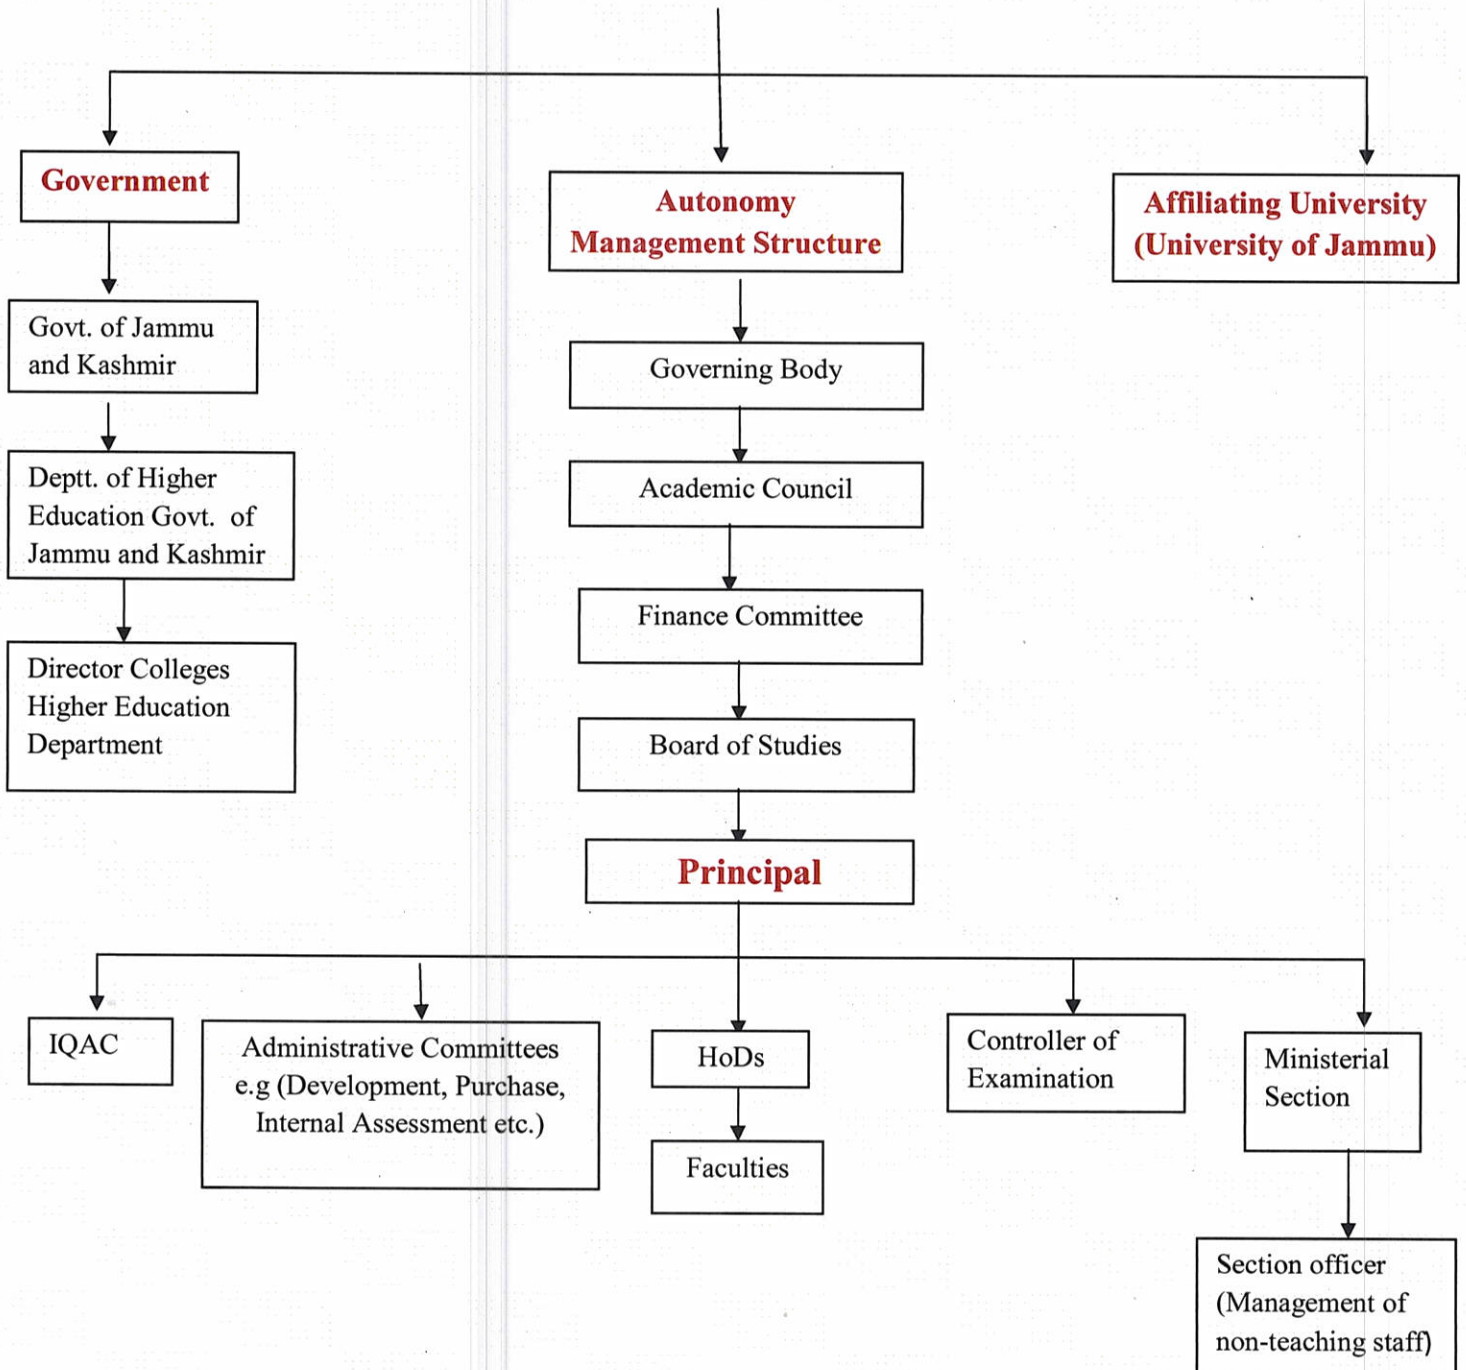 Government
Autonomy
Management Structure
Affiliating University
(University of Jammu)
Govt. of Jammu
and Kashmir
Governing Body
Deptt. of Higher
Education Govt. of
Jammu and Kashmir
Academic Council
Finance Committee
Director Colleges
Higher Education
Department
Board of Studies
Principal
IQAC
Administrative Committees
e.g (Development, Purchase,
Internal Assessment etc.)
HoDs
Faculties
Controller of
Examination
Ministerial
Section
Section officer
(Management of
non-teaching staff)